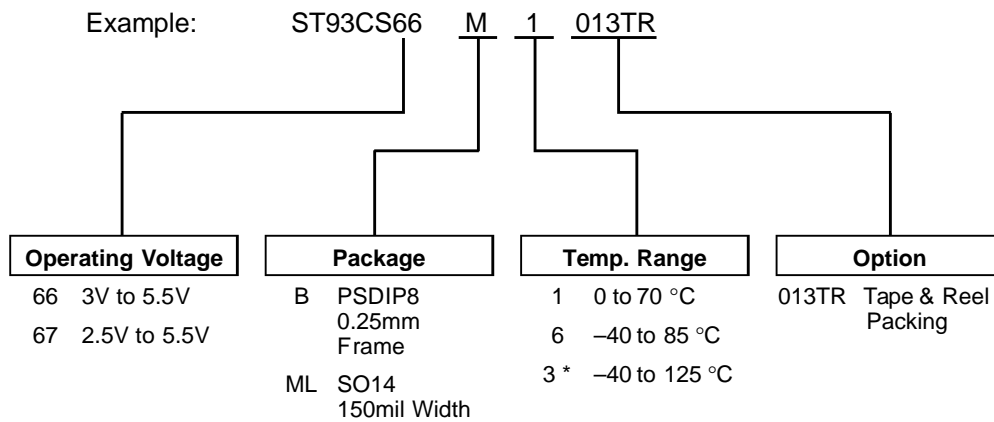 Example: ST93CS66 M 1 013TR
Operating Voltage
66 3V to 5.5V
67 2.5V to 5.5V
Package
B PSDIP8
0.25mm
Frame
ML SO14
150mil Width
Temp. Range
1 0 to 70 °C
6 –40 to 85 °C
3 * –40 to 125 °C
Option
013TR Tape & Reel
Packing